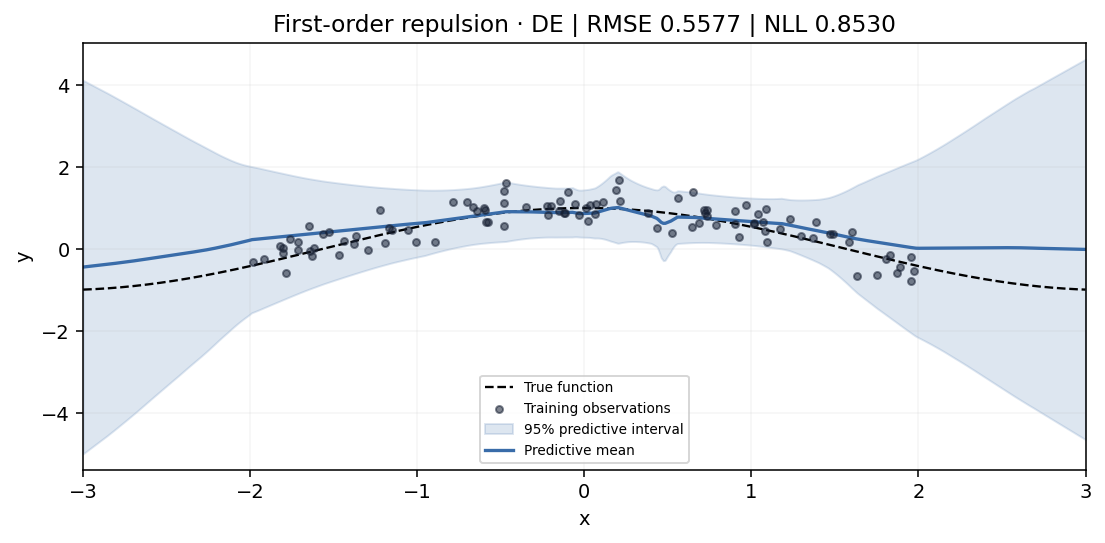 First-order repulsion · DE | RMSE 0.5577 | NLL 0.8530
y
4
2
0
−2
−4
True function
Training observations
95% predictive interval
Predictive mean
−3
−2
−1
0
1
2
3
x